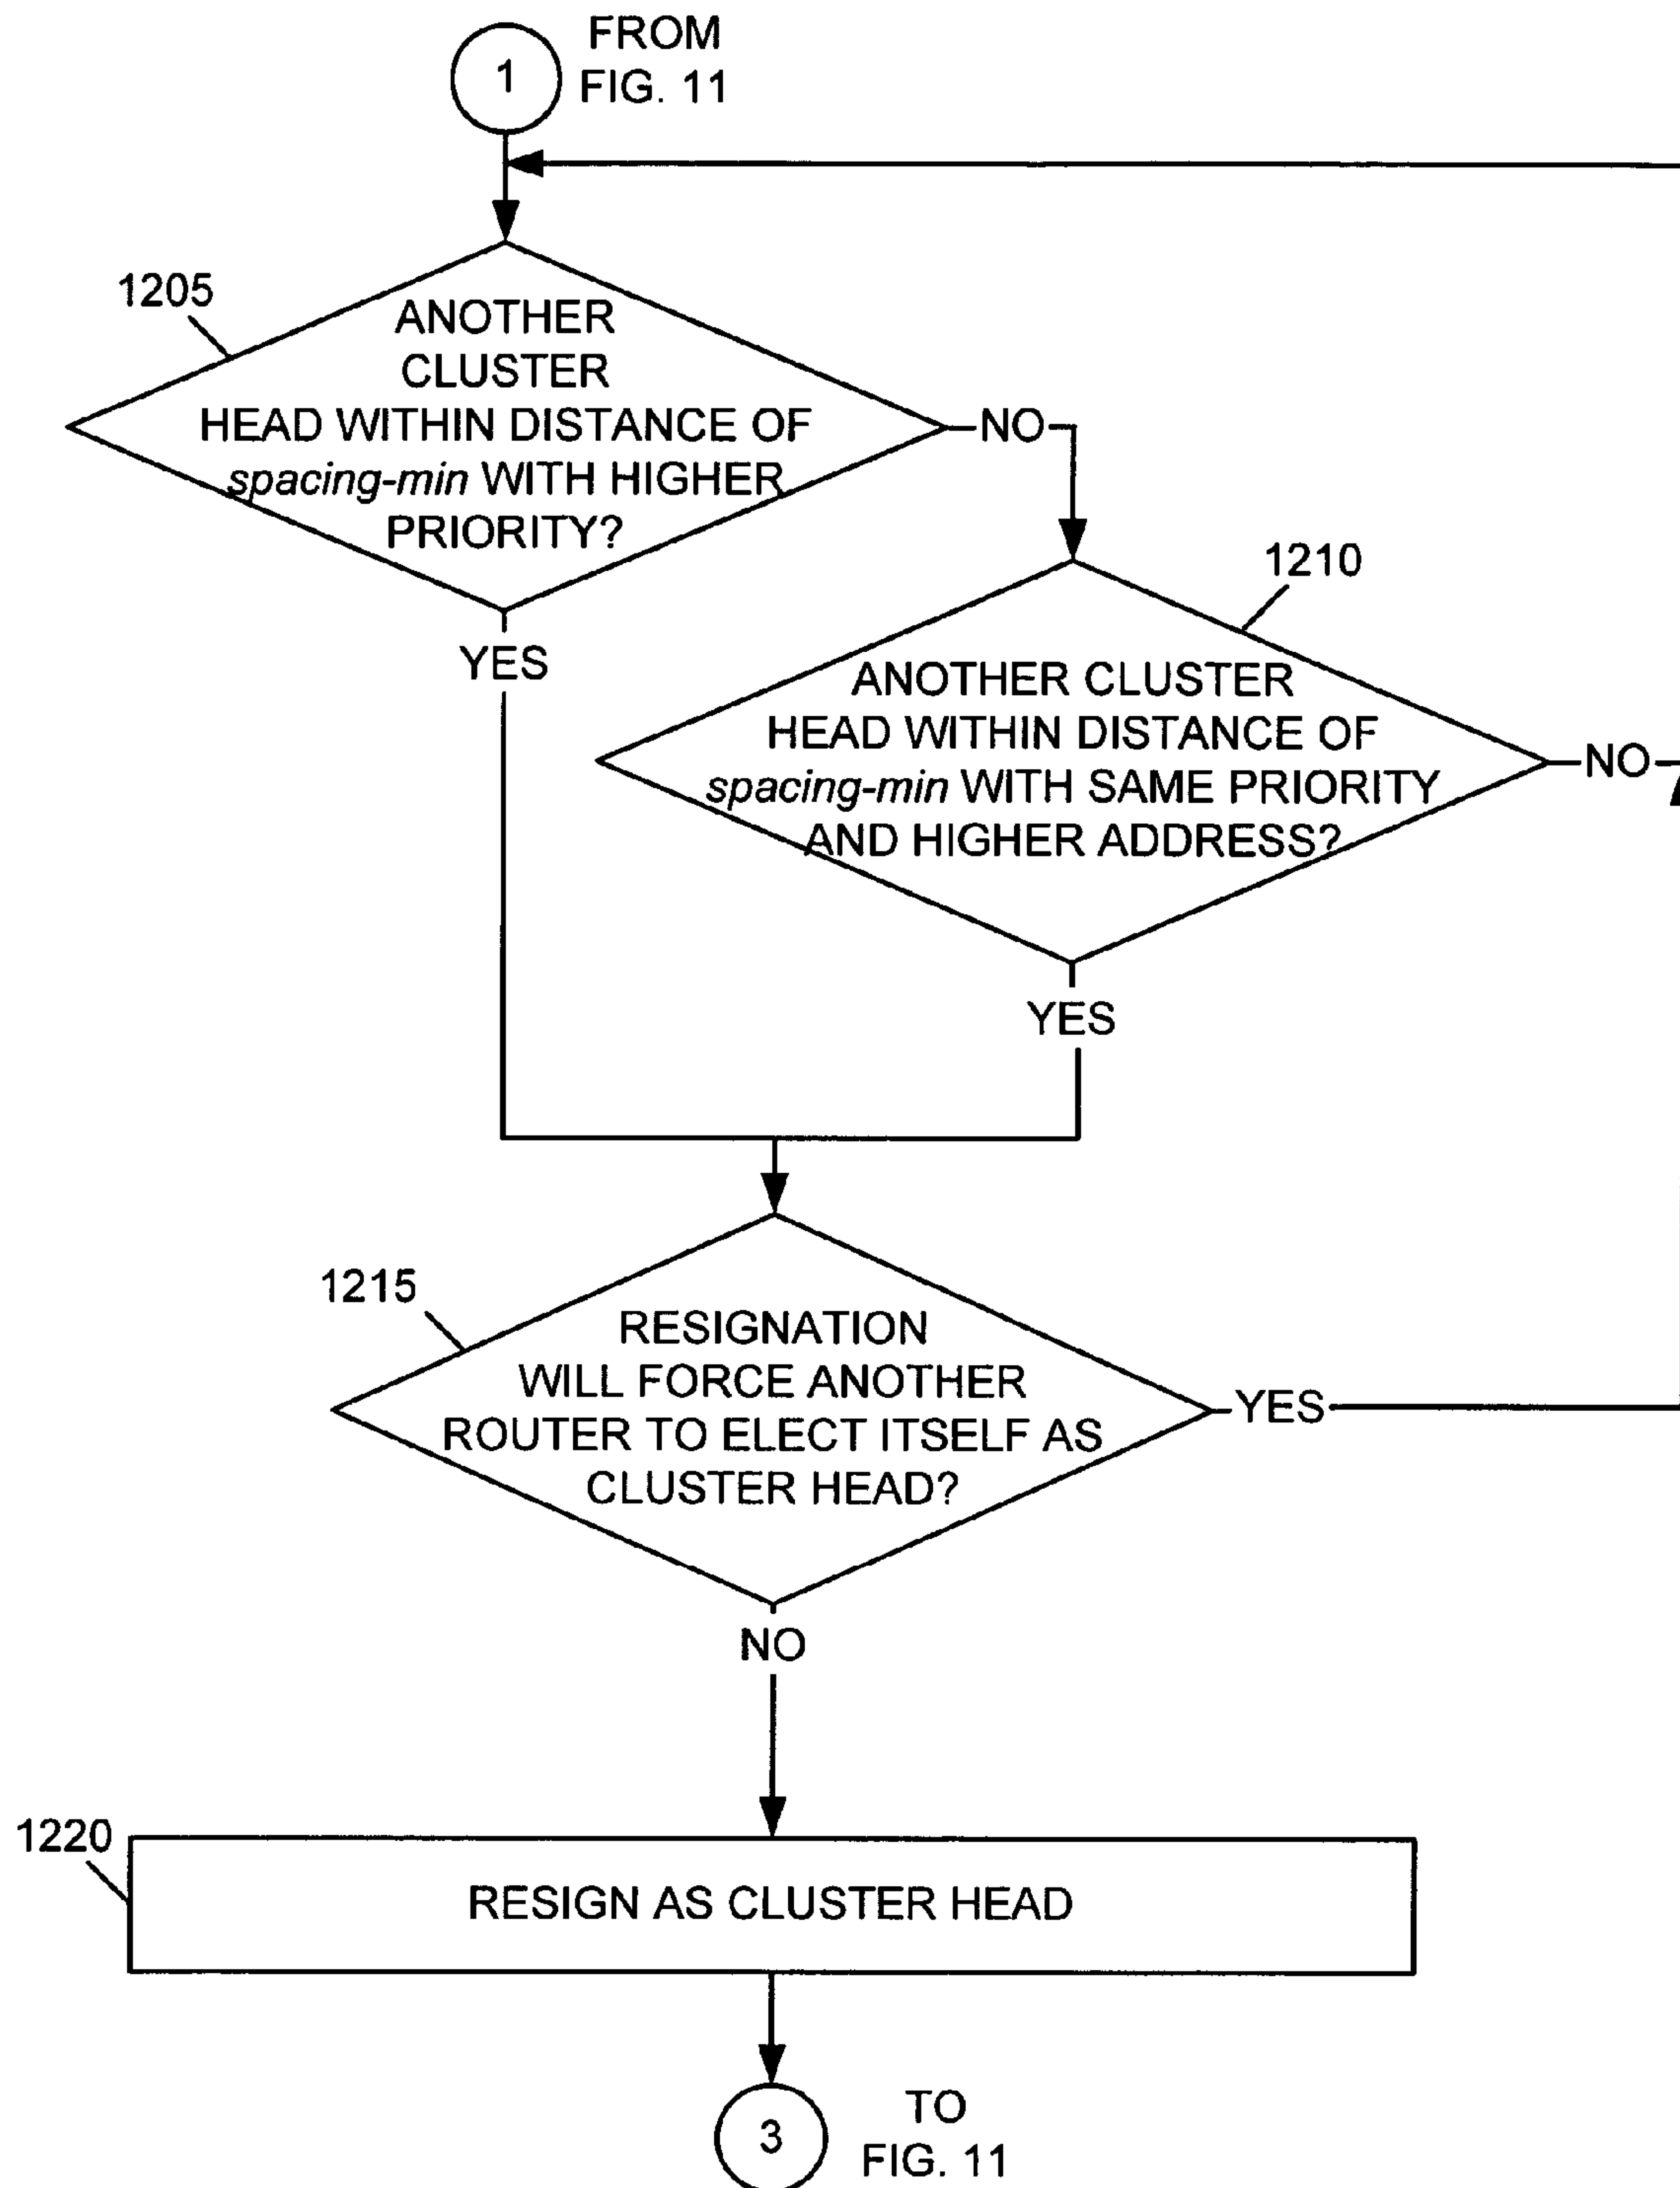 1
FROM
FIG. 11
1205
ANOTHER
CLUSTER
HEAD WITHIN DISTANCE OF
spacing-min WITH HIGHER
PRIORITY?
NO
YES
1210
ANOTHER CLUSTER
HEAD WITHIN DISTANCE OF
spacing-min WITH SAME PRIORITY
AND HIGHER ADDRESS?
NO
YES
1215
RESIGNATION
WILL FORCE ANOTHER
ROUTER TO ELECT ITSELF AS
CLUSTER HEAD?
YES
NO
1220
RESIGN AS CLUSTER HEAD
3
TO
FIG. 11